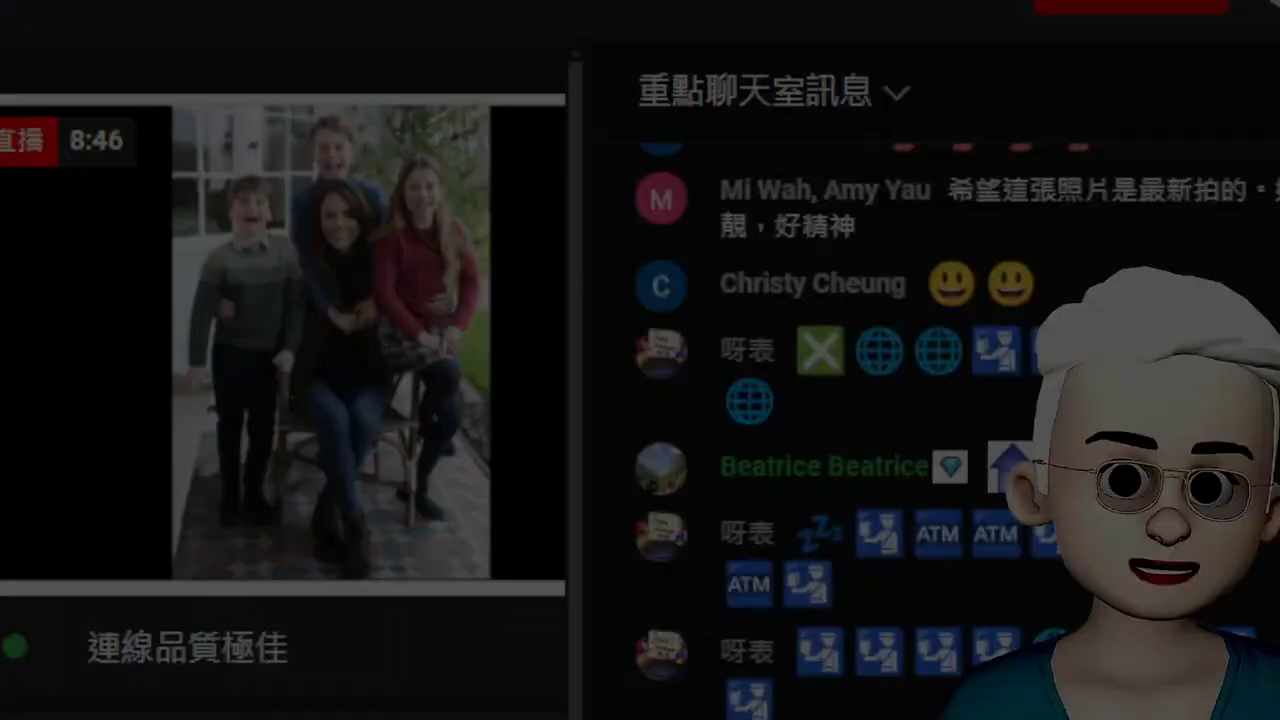 重點聊天室訊息
直播 8:46
Mi Wah, Amy Yau 希望這張照片是最新拍的。
靚，好精神
C Christy Cheung
M
呀表
Beatrice Beatrice
呀表 ATM ATM
ATM
呀表
連線品質極佳